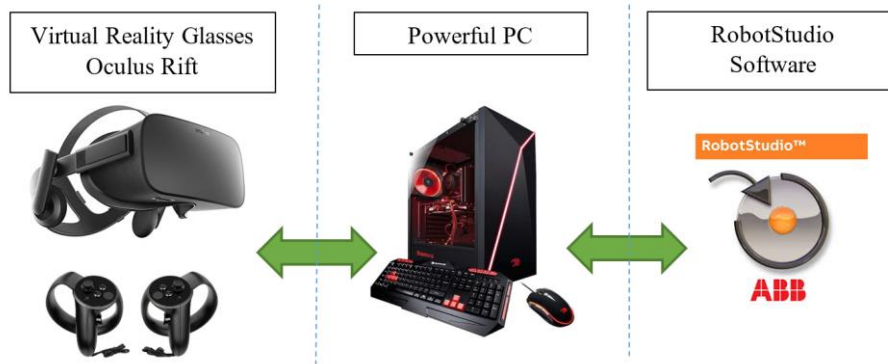 Virtual Reality Glasses
Oculus Rift
Powerful PC
RobotStudio
Software
RobotStudio™
ABB